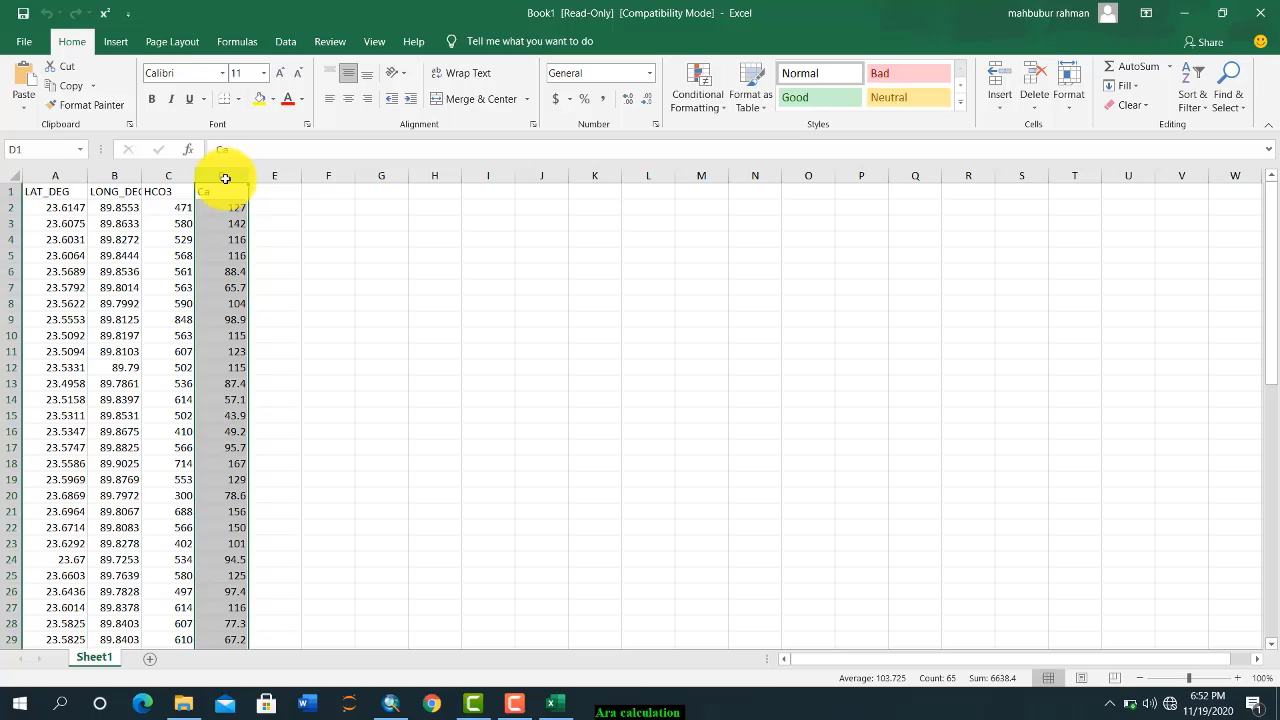 Book1 [Read-Only] [Compatibility Mode] - Excel
mahbubur rahman
File Home Insert Page Layout Formulas Data Review View Help Tell me what you want to do Share
Paste
Cut
Copy
Format Painter
Clipboard
Calibri 11
B I U
Font
Wrap Text
Merge & Center
Alignment
General
$ % ,
Number
Conditional Formatting
Format as Table
Normal Bad
Good Neutral
Styles
Insert Delete Format
Cells
AutoSum
Fill
Clear
Sort & Filter
Find & Select
Editing
D1 fx Ca
A B C E F G H I J K L M N O P Q R S T U V W
1 LAT_DEG LONG_DEG HCO3 Ca
2 23.6147 89.8553 471 127
3 23.6075 89.8633 580 142
4 23.6031 89.8272 529 116
5 23.6064 89.8444 568 116
6 23.5689 89.8536 561 88.4
7 23.5792 89.8014 563 65.7
8 23.5622 89.7992 590 104
9 23.5553 89.8125 848 98.9
10 23.5092 89.8197 563 115
11 23.5094 89.8103 607 123
12 23.5331 89.79 502 115
13 23.4958 89.7861 536 87.4
14 23.5158 89.8397 614 57.1
15 23.5311 89.8531 502 43.9
16 23.5347 89.8675 410 49.2
17 23.5747 89.8825 566 95.7
18 23.5586 89.9025 714 167
19 23.5969 89.8769 553 129
20 23.6869 89.7972 300 78.6
21 23.6964 89.8067 688 156
22 23.6714 89.8083 566 150
23 23.6292 89.8278 402 101
24 23.67 89.7253 534 94.5
25 23.6603 89.7639 580 125
26 23.6436 89.7828 497 97.4
27 23.6014 89.8378 614 116
28 23.5825 89.8403 607 77.3
29 23.5825 89.8403 610 67.2
Sheet1
Average: 103.725 Count: 65 Sum: 6638.4 100%
6:52 PM
11/19/2020
Ara calculation